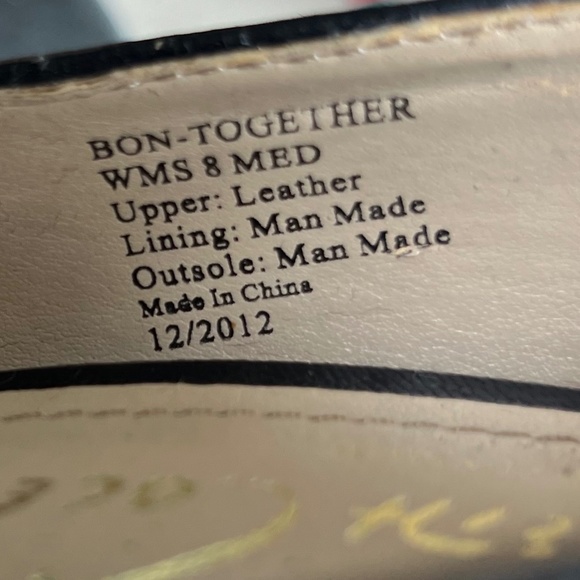 BON-TOGETHER
WMS 8 MED
Upper: Leather
Lining: Man Made
Outsole: Man Made
Made In China
12/2012